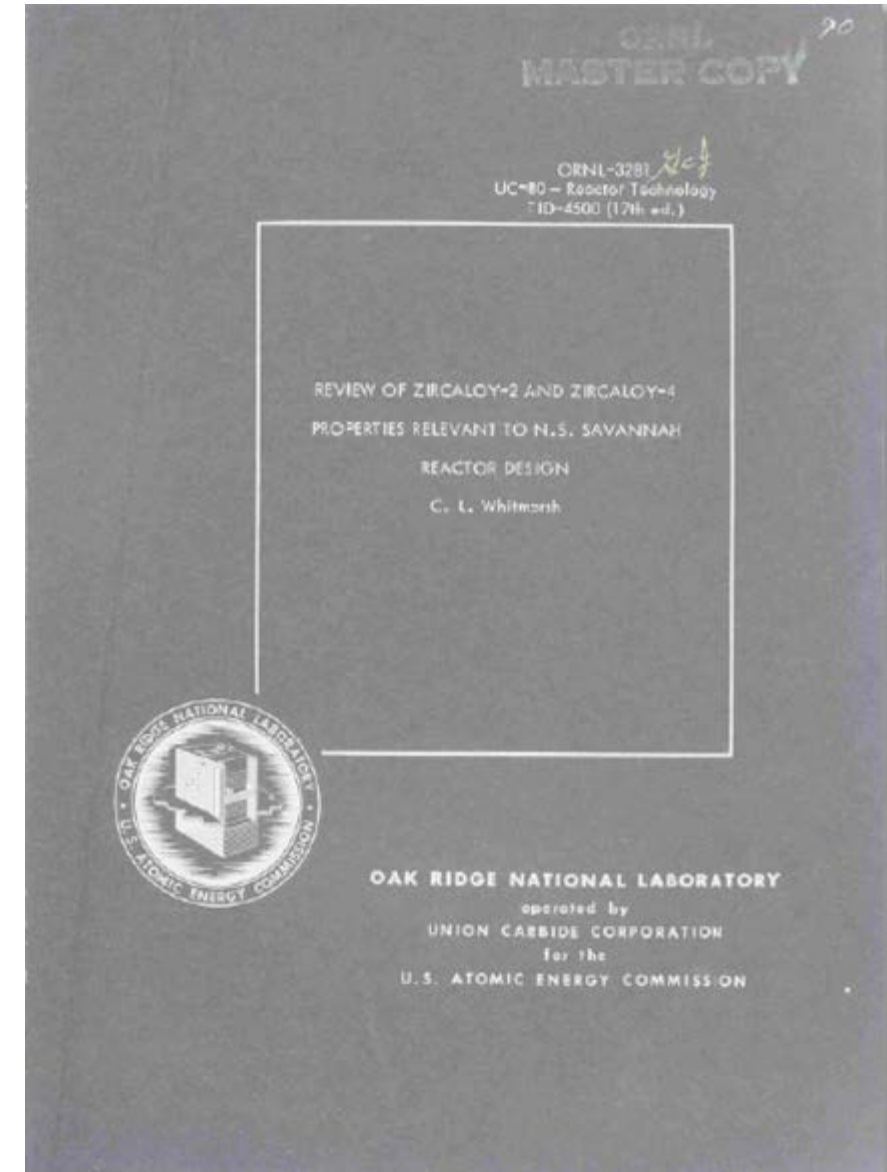 90
ORNL
MASTER COPY
ORNL-3281
UC-80 – Reactor Technology
TID-4500 (17th ed.)
REVIEW OF ZIRCALOY-2 AND ZIRCALOY-4
PROPERTIES RELEVANT TO N.S. SAVANNAH
REACTOR DESIGN
C. L. Whitmarsh
OAK RIDGE NATIONAL LABORATORY
U.S. ATOMIC ENERGY COMMISSION
OAK RIDGE NATIONAL LABORATORY
operated by
UNION CARBIDE CORPORATION
for the
U.S. ATOMIC ENERGY COMMISSION